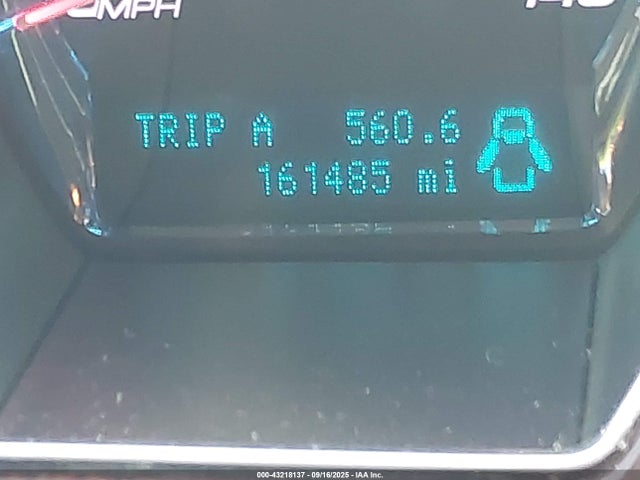 MPH
TRIP A 560.6
161485 mi
000-43218137 - 09/16/2025 - IAA Inc.